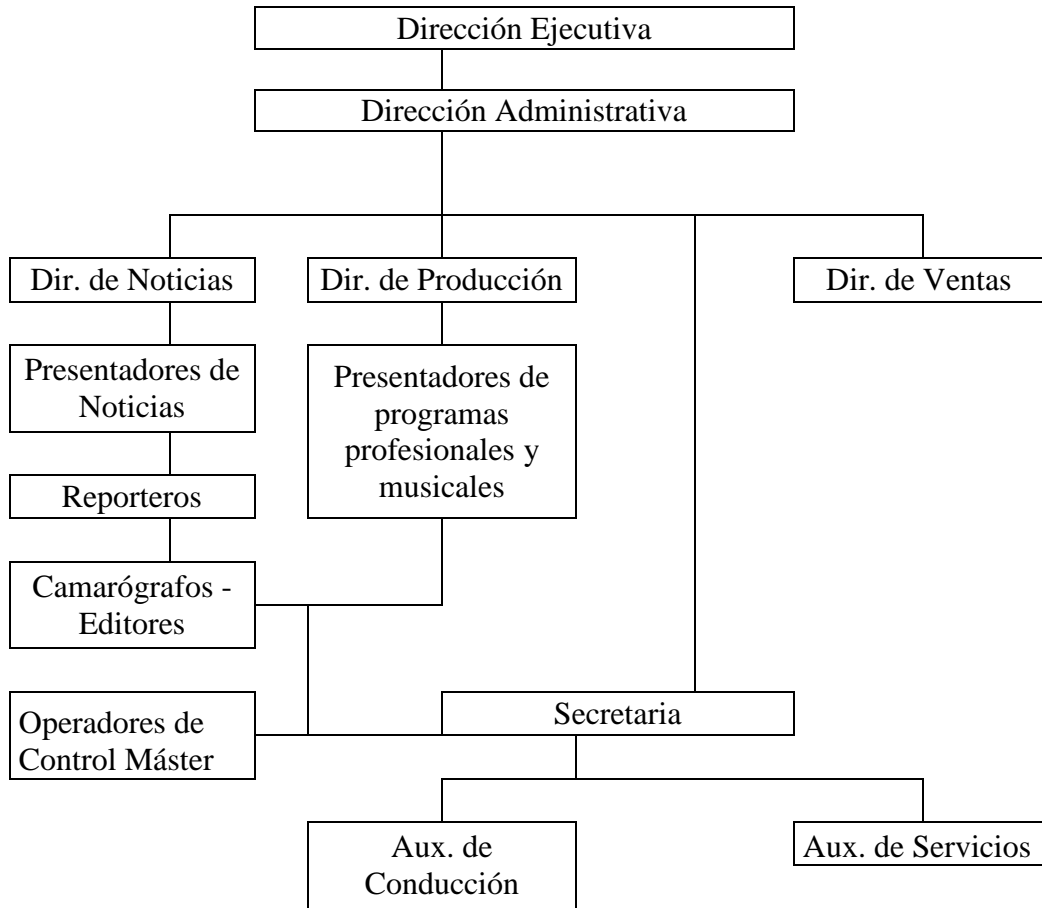 Dirección Ejecutiva
Dirección Administrativa
Dir. de Noticias
Dir. de Producción
Dir. de Ventas
Presentadores de
Noticias
Presentadores de
programas
profesionales y
musicales
Reporteros
Camarógrafos -
Editores
Operadores de
Control Máster
Secretaria
Aux. de
Conducción
Aux. de Servicios